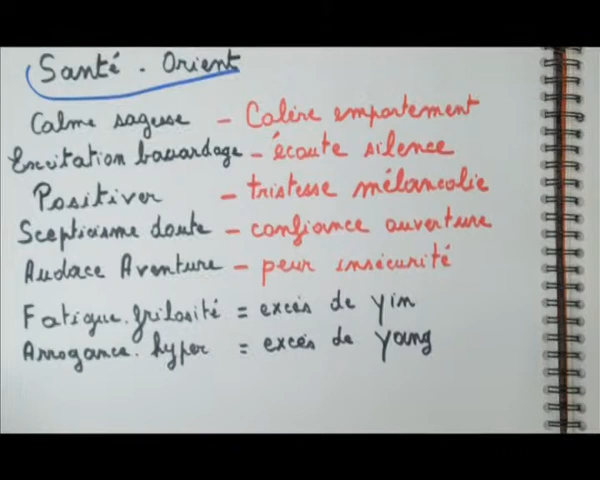 Santé . Orient
Calme sagesse - Colère emportement
Excitation bavardage - écoute silence
Positiver - tristesse mélancolie
Scepticisme doute - confiance ouverture
Audace Aventure - peur insécurité
Fatigue . frilosité = excès de yin
Arrogance . hyper = excès de young